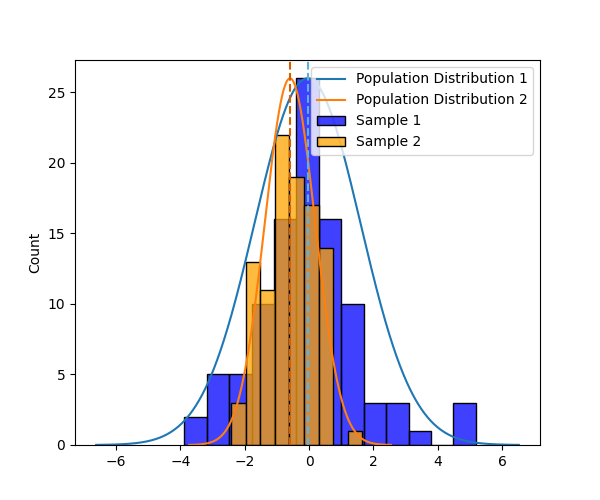 Population Distribution 1
Population Distribution 2
Sample 1
Sample 2
Count
25
20
15
10
5
0
−6 −4 −2 0 2 4 6